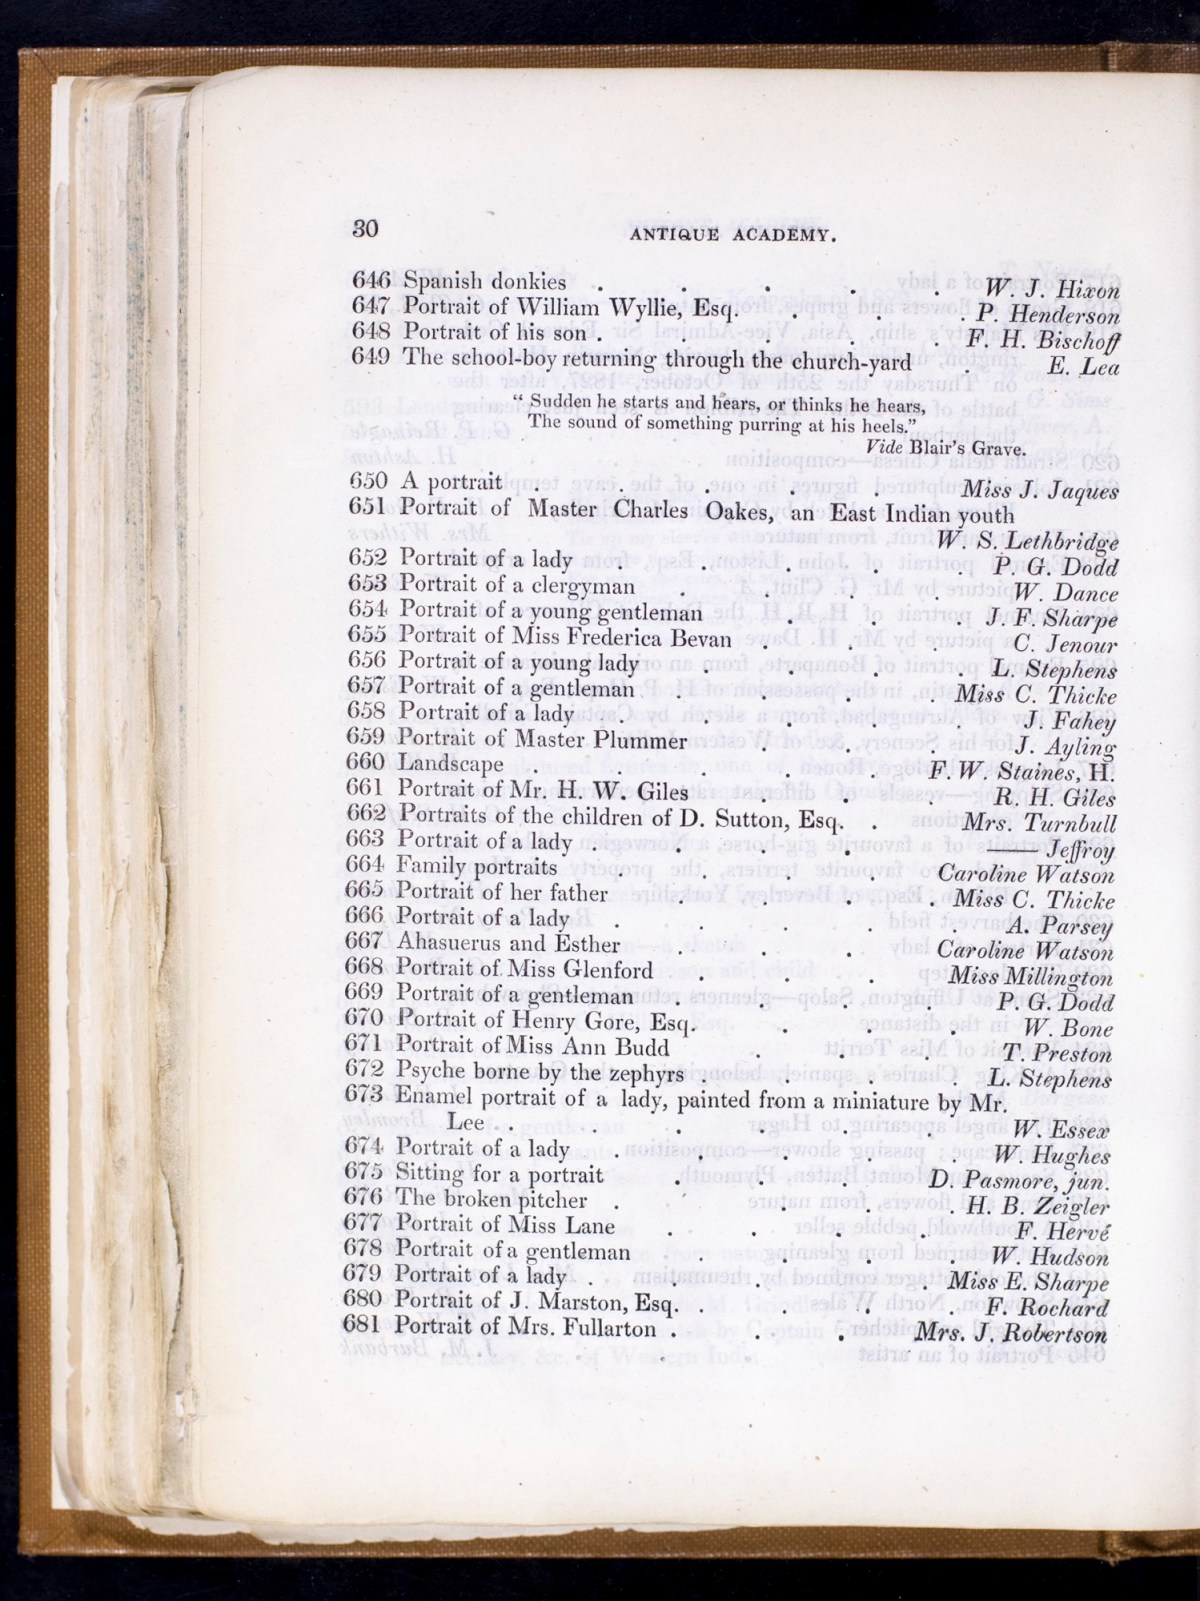 30
ANTIQUE ACADEMY.
646 Spanish donkies . . . . W. J. Hixon
647 Portrait of William Wyllie, Esq. . . . P. Henderson
648 Portrait of his son . . . . . F. H. Bischoff
649 The school-boy returning through the church-yard . E. Lea
“ Sudden he starts and hears, or thinks he hears,
The sound of something purring at his heels.”
Vide Blair's Grave.
650 A portrait . . . . . Miss J. Jaques
651 Portrait of Master Charles Oakes, an East Indian youth
W. S. Lethbridge
652 Portrait of a lady . . . . . P. G. Dodd
653 Portrait of a clergyman . . . . W. Dance
654 Portrait of a young gentleman . . . J. F. Sharpe
655 Portrait of Miss Frederica Bevan . . . C. Jenour
656 Portrait of a young lady . . . . L. Stephens
657 Portrait of a gentleman . . . . Miss C. Thicke
658 Portrait of a lady . . . . . J. Fahey
659 Portrait of Master Plummer . . . J. Ayling
660 Landscape . . . . . F. W. Staines, H.
661 Portrait of Mr. H. W. Giles . . . R. H. Giles
662 Portraits of the children of D. Sutton, Esq. . Mrs. Turnbull
663 Portrait of a lady . . . . —— Jeffroy
664 Family portraits . . . . Caroline Watson
665 Portrait of her father . . . . Miss C. Thicke
666 Portrait of a lady . . . . . A. Parsey
667 Ahasuerus and Esther . . . Caroline Watson
668 Portrait of Miss Glenford . . . Miss Millington
669 Portrait of a gentleman . . . . P. G. Dodd
670 Portrait of Henry Gore, Esq. . . . W. Bone
671 Portrait of Miss Ann Budd . . . T. Preston
672 Psyche borne by the zephyrs . . . . L. Stephens
673 Enamel portrait of a lady, painted from a miniature by Mr.
Lee . . . . . . W. Essex
674 Portrait of a lady . . . . . W. Hughes
675 Sitting for a portrait . . . D. Pasmore, jun.
676 The broken pitcher . . . . H. B. Zeigler
677 Portrait of Miss Lane . . . . F. Hervé
678 Portrait of a gentleman . . . . W. Hudson
679 Portrait of a lady . . . . . Miss E. Sharpe
680 Portrait of J. Marston, Esq. . . . . F. Rochard
681 Portrait of Mrs. Fullarton . . . Mrs. J. Robertson